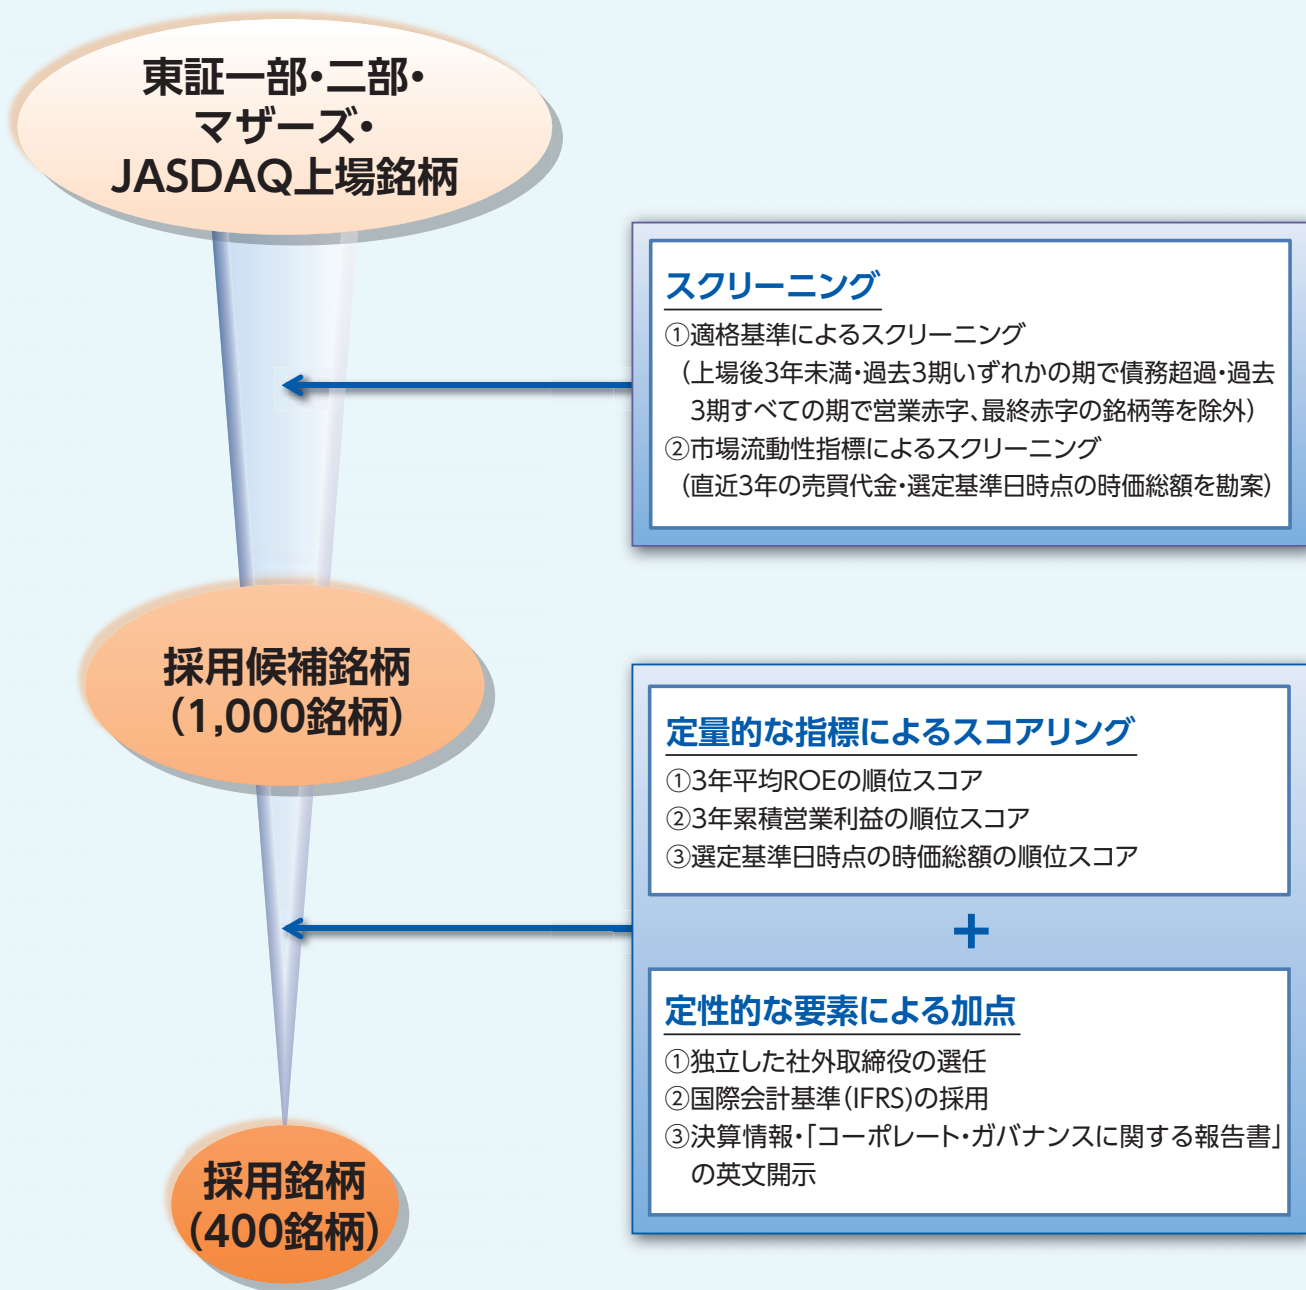 東証一部・二部・
マザーズ・
JASDAQ上場銘柄
スクリーニング
①適格基準によるスクリーニング
（上場後3年未満・過去3期いずれかの期で債務超過・過去
3期すべての期で営業赤字、最終赤字の銘柄等を除外）
②市場流動性指標によるスクリーニング
（直近3年の売買代金・選定基準日時点の時価総額を勘案）
採用候補銘柄
（1,000銘柄）
定量的な指標によるスコアリング
①3年平均ROEの順位スコア
②3年累積営業利益の順位スコア
③選定基準日時点の時価総額の順位スコア
+
定性的な要素による加点
①独立した社外取締役の選任
②国際会計基準（IFRS)の採用
③決算情報・「コーポレート・ガバナンスに関する報告書」
の英文開示
採用銘柄
（400銘柄）